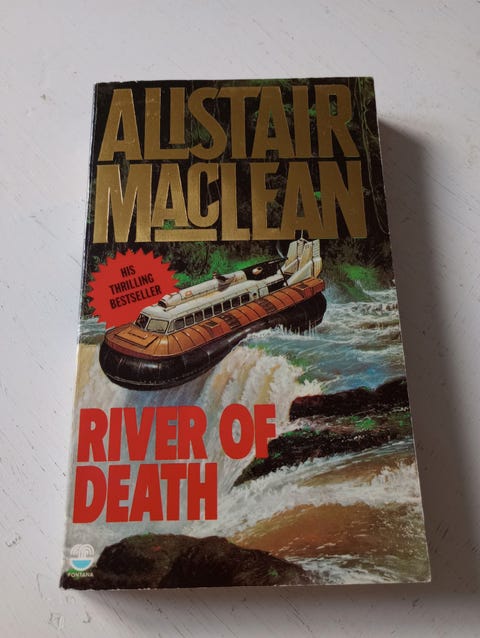 ALISTAIR
MACLEAN
HIS
THRILLING
BESTSELLER
RIVER OF
DEATH
FONTANA